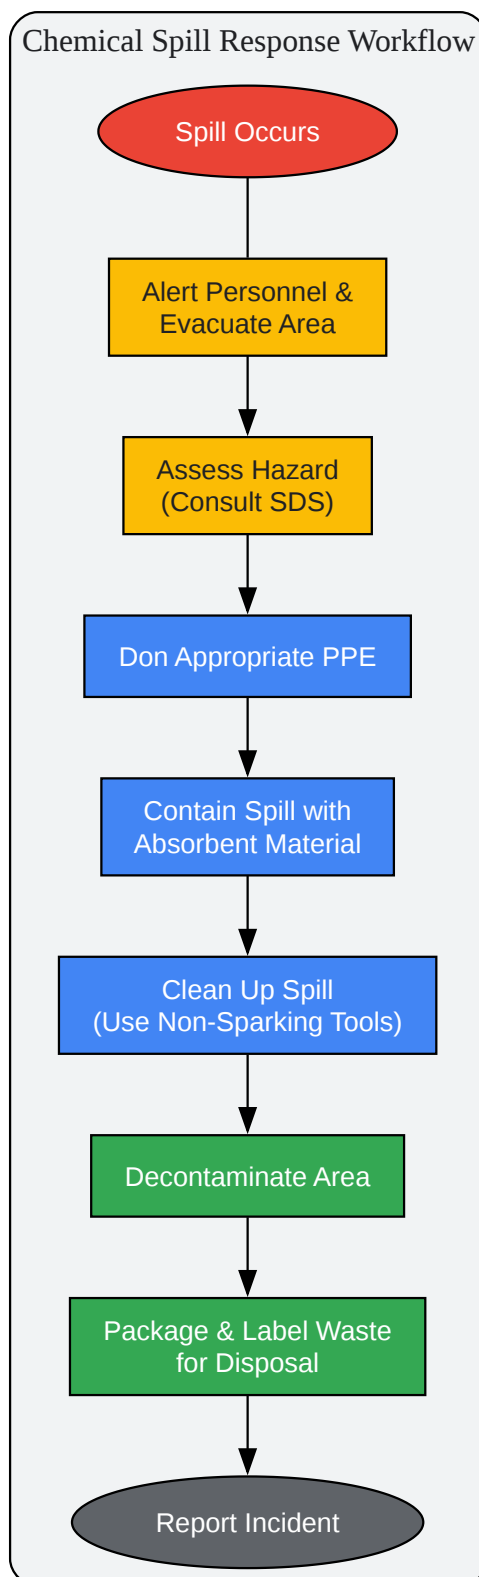 Chemical Spill Response Workflow
Spill Occurs
Alert Personnel &
Evacuate Area
Assess Hazard
(Consult SDS)
Don Appropriate PPE
Contain Spill with
Absorbent Material
Clean Up Spill
(Use Non-Sparking Tools)
Decontaminate Area
Package & Label Waste
for Disposal
Report Incident